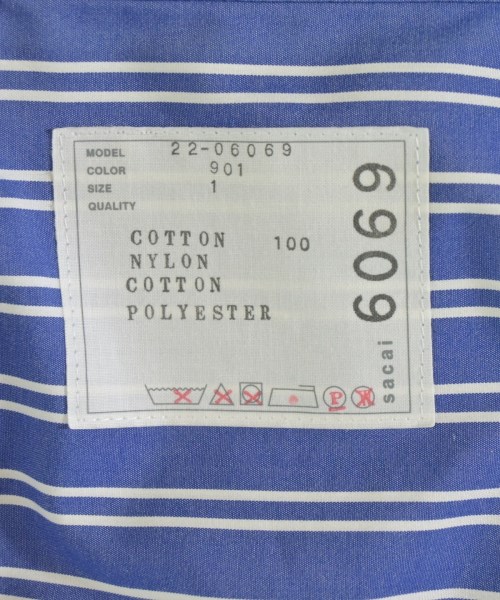 MODEL 22-06069
COLOR 901
SIZE 1
QUALITY
COTTON 100
NYLON
COTTON
POLYESTER
P
W
sacai 6069